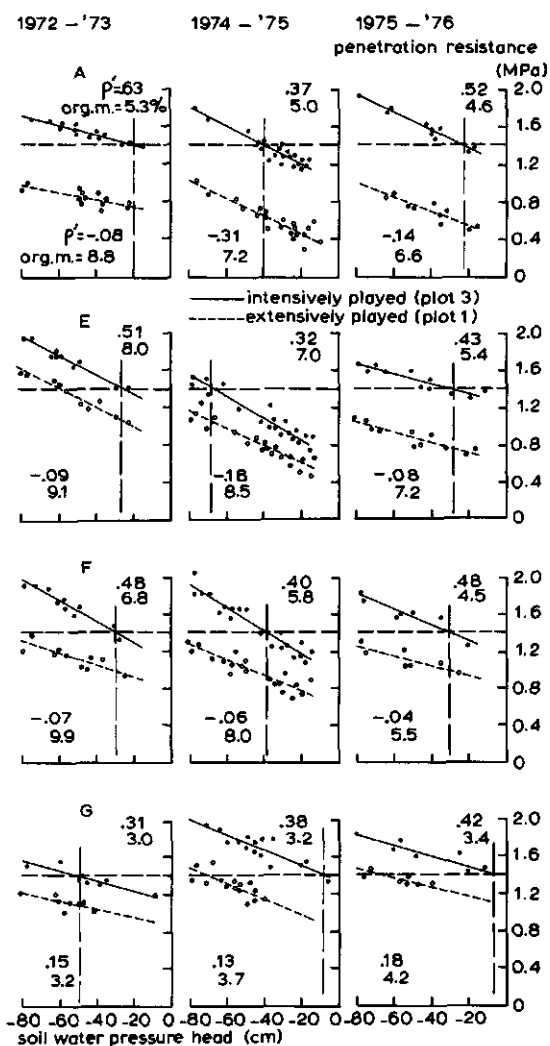 1972 – '73 1974 – '75 1975 – '76
penetration resistance
(MPa)
A
ρ'=.63 .37 .52
org.m.=5.3% 5.0 4.6
2.0
1.6
1.2
0.8
ρ'=–.08 –.31 –.14
org.m.=8.8 7.2 6.6
0.4
0
intensively played (plot 3)
extensively played (plot 1)
E
.51 .32 .43
8.0 7.0 5.4
2.0
1.6
1.2
0.8
–.09 –.18 –.08
9.1 8.5 7.2
0.4
0
F
.48 .40 .48
6.8 5.8 4.5
2.0
1.6
1.2
0.8
–.07 –.06 –.04
9.9 8.0 5.5
0.4
0
G
.31 .38 .42
3.0 3.2 3.4
2.0
1.6
1.2
0.8
.15 .13 .18
3.2 3.7 4.2
0.4
0
-80 -60 -40 -20 0 -80 -60 -40 -20 0 -80 -60 -40 -20 0
soil water pressure head (cm)